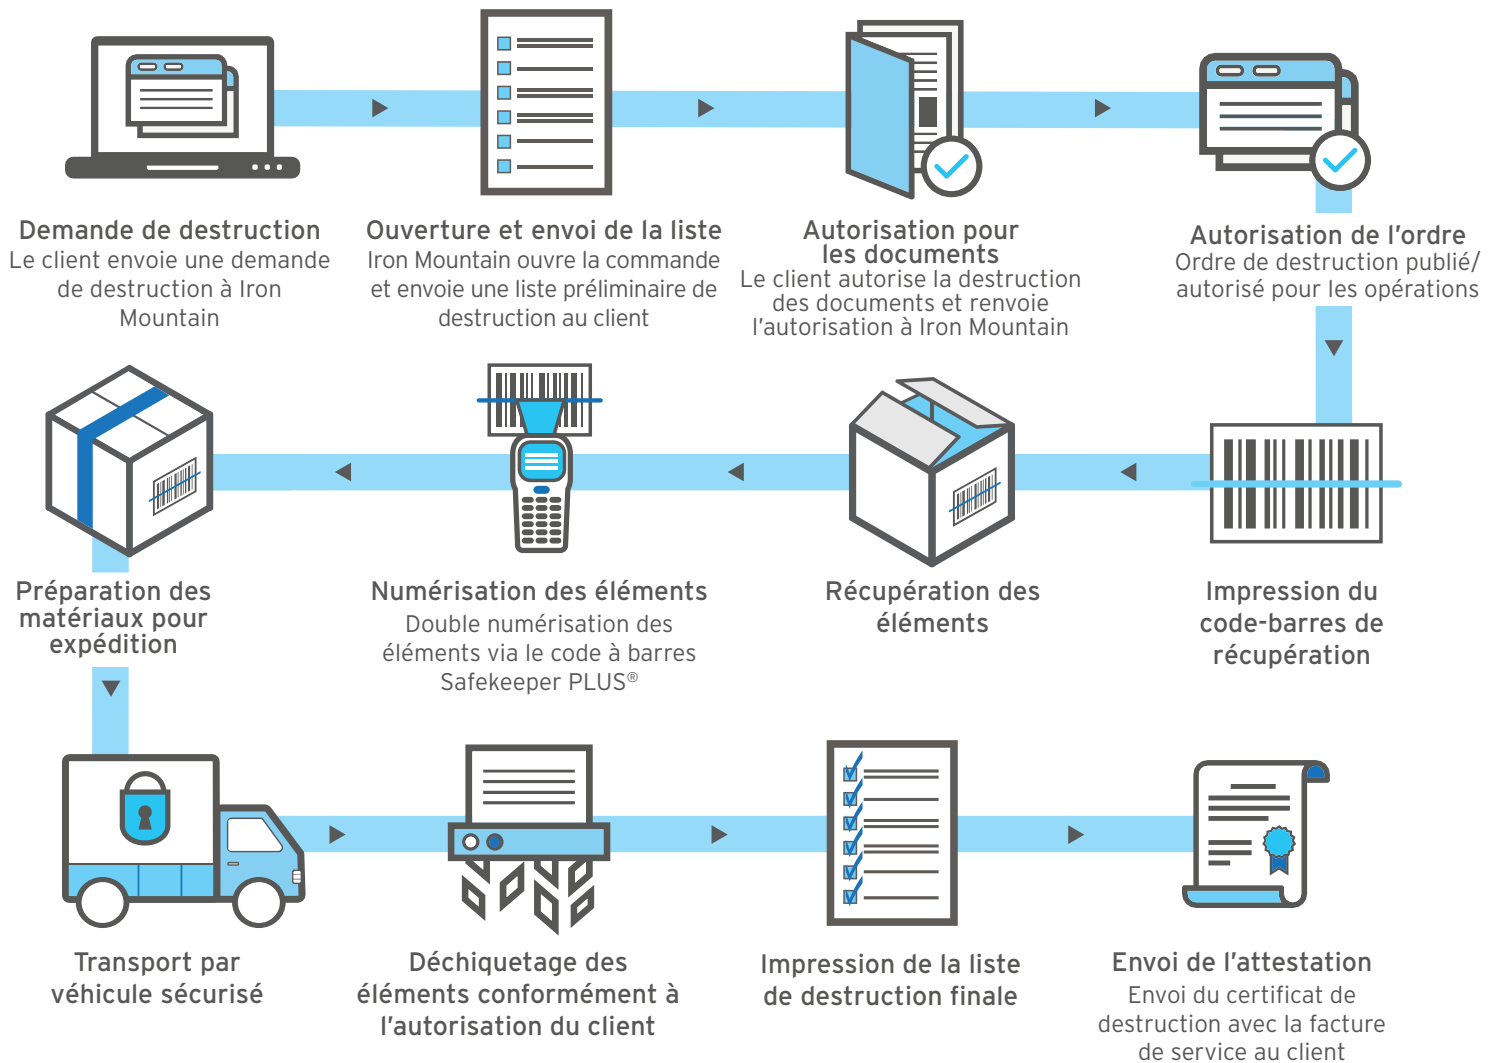 Demande de destruction
Le client envoie une demande
de destruction à Iron
Mountain
Ouverture et envoi de la liste
Iron Mountain ouvre la commande
et envoie une liste préliminaire de
destruction au client
Autorisation pour
les documents
Le client autorise la destruction
des documents et renvoie
l'autorisation à Iron Mountain
Autorisation de l'ordre
Ordre de destruction publié/
autorisé pour les opérations
Impression du
code-barres de
récupération
Récupération des
éléments
Numérisation des éléments
Double numérisation des
éléments via le code à barres
Safekeeper PLUS®
Préparation des
matériaux pour
expédition
Transport par
véhicule sécurisé
Déchiquetage des
éléments conformément à
l'autorisation du client
Impression de la liste
de destruction finale
Envoi de l'attestation
Envoi du certificat de
destruction avec la facture
de service au client